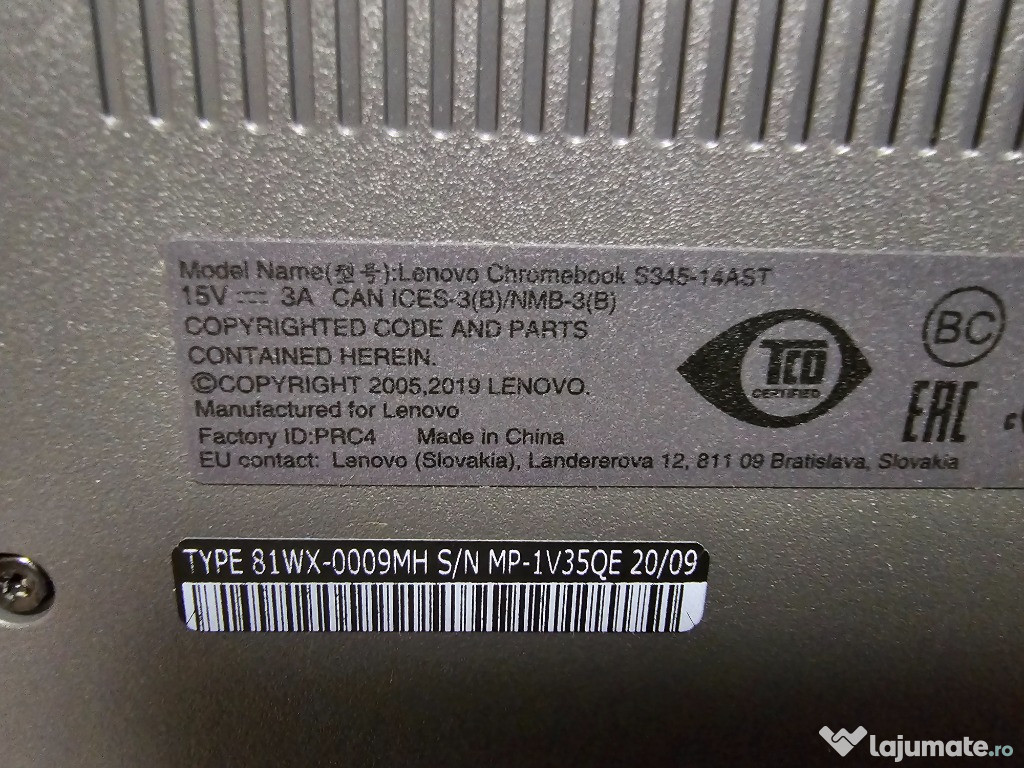 Model Name(型号):Lenovo Chromebook S345-14AST
15V ⎓ 3A CAN ICES-3(B)/NMB-3(B)
COPYRIGHTED CODE AND PARTS
CONTAINED HEREIN.
©COPYRIGHT 2005,2019 LENOVO.
Manufactured for Lenovo
Factory ID:PRC4 Made in China
EU contact: Lenovo (Slovakia), Landererova 12, 811 09 Bratislava, Slovakia
TCO
CERTIFIED
BC
EAC
TYPE 81WX-0009MH S/N MP-1V35QE 20/09
lajumate.ro